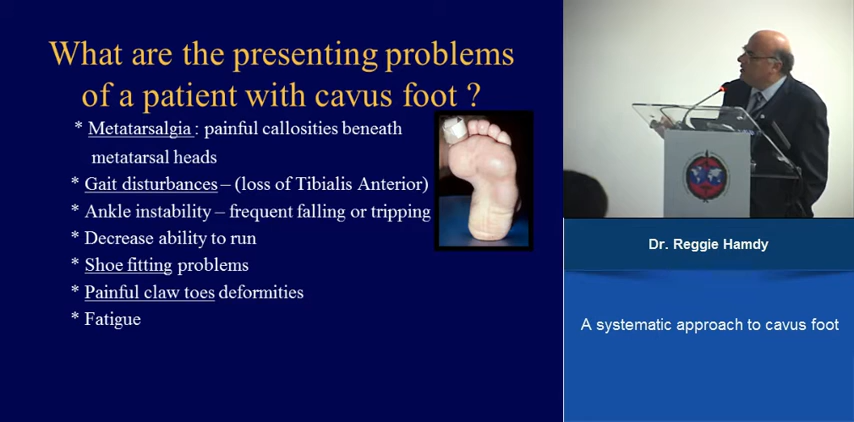 What are the presenting problems
of a patient with cavus foot ?
* Metatarsalgia : painful callosities beneath
metatarsal heads
* Gait disturbances – (loss of Tibialis Anterior)
* Ankle instability – frequent falling or tripping
* Decrease ability to run
* Shoe fitting problems
* Painful claw toes deformities
* Fatigue
Dr. Reggie Hamdy
A systematic approach to cavus foot